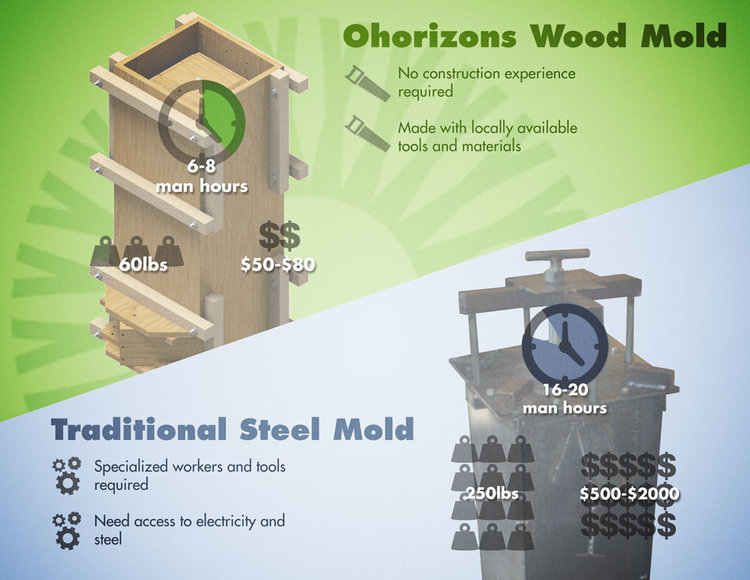 Ohorizons Wood Mold
No construction experience
required
Made with locally available
tools and materials
6-8
man hours
$$
60lbs
$50-$80
16-20
man hours
Traditional Steel Mold
Specialized workers and tools
required
Need access to electricity and
steel
$$$$$
250lbs
$500-$2000
$$$$$